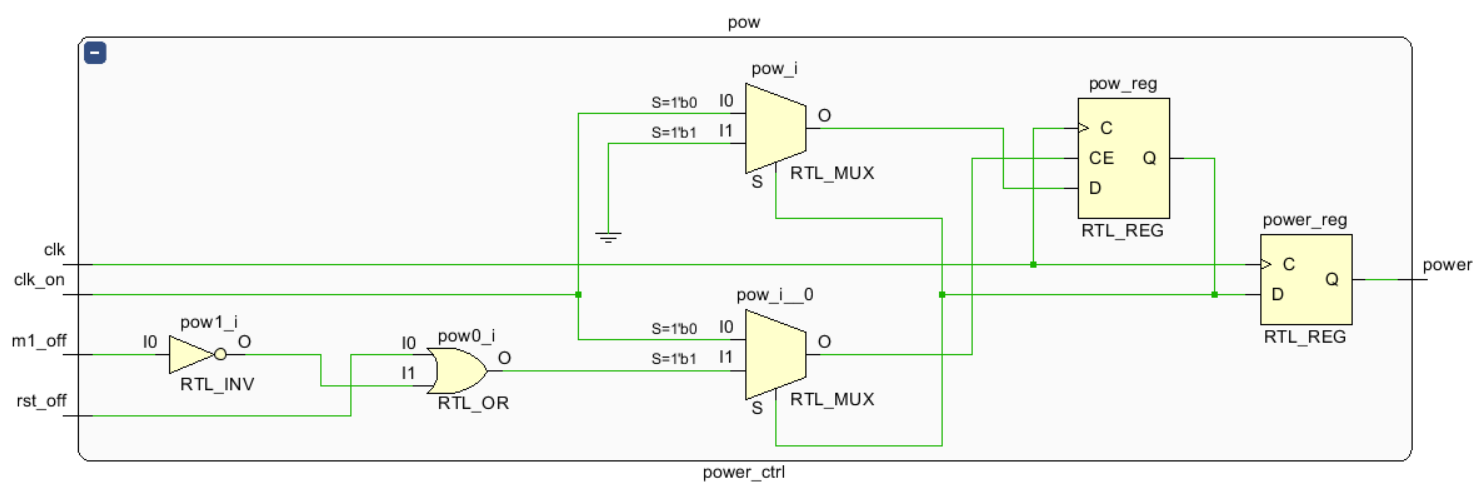 pow
pow_i
S=1'b0 I0
S=1'b1 I1
O
S
RTL_MUX
pow_reg
C
CE Q
D
RTL_REG
power_reg
C
Q
D
RTL_REG
power
clk
clk_on
pow_i__0
S=1'b0 I0
S=1'b1 I1
O
S
RTL_MUX
m1_off
pow1_i
I0 O
RTL_INV
pow0_i
I0
I1
O
RTL_OR
rst_off
power_ctrl